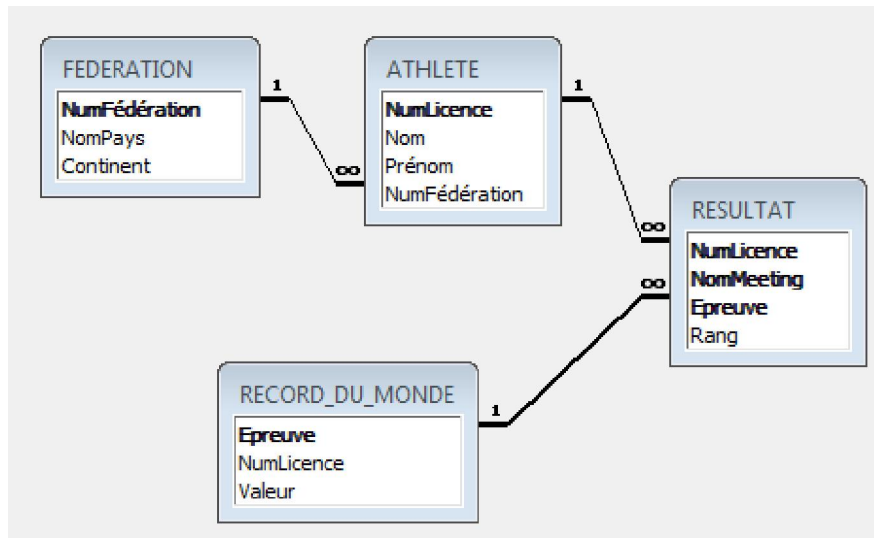 FEDERATION
NumFédération
NomPays
Continent
1
∞
ATHLETE
NumLicence
Nom
Prénom
NumFédération
1
∞
∞
RESULTAT
NumLicence
NomMeeting
Epreuve
Rang
RECORD_DU_MONDE
Epreuve
NumLicence
Valeur
1